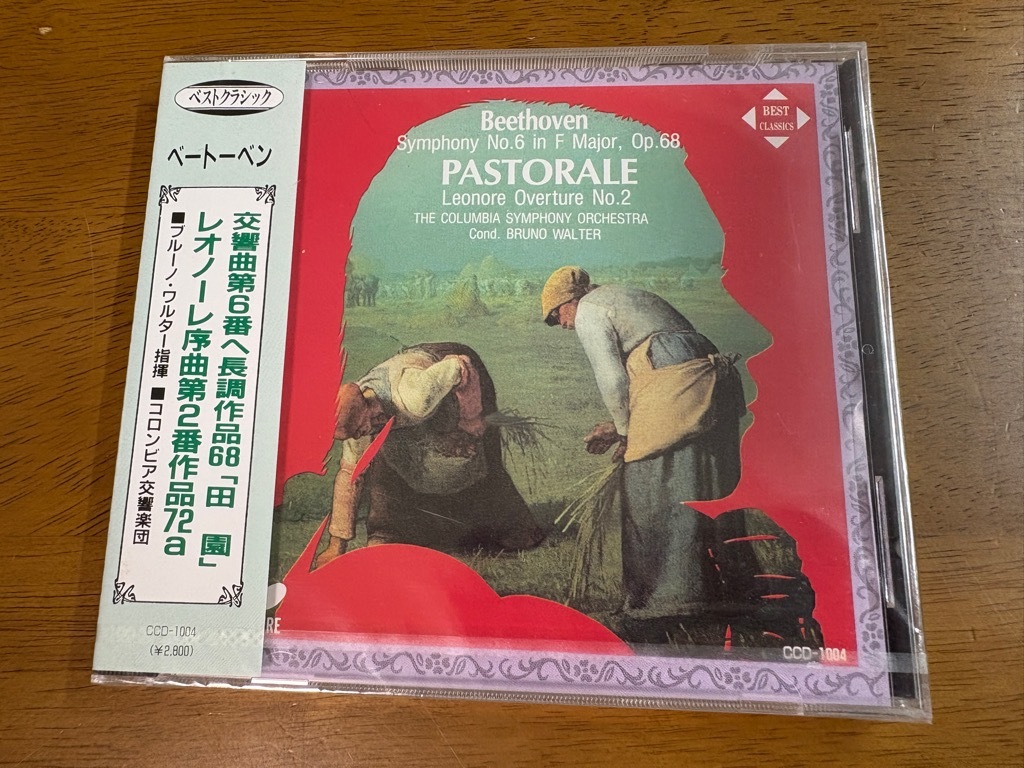 ベストクラシック
ベートーベン
交響曲第6番ヘ長調作品68「田園」
レオノーレ序曲第2番作品72a
■ブルーノ・ワルター指揮 ■コロンビア交響楽団
CCD-1004
(¥2,800)
Beethoven
Symphony No.6 in F Major, Op.68
PASTORALE
Leonore Overture No.2
THE COLUMBIA SYMPHONY ORCHESTRA
Cond. BRUNO WALTER
BEST
CLASSICS
CCD-1004